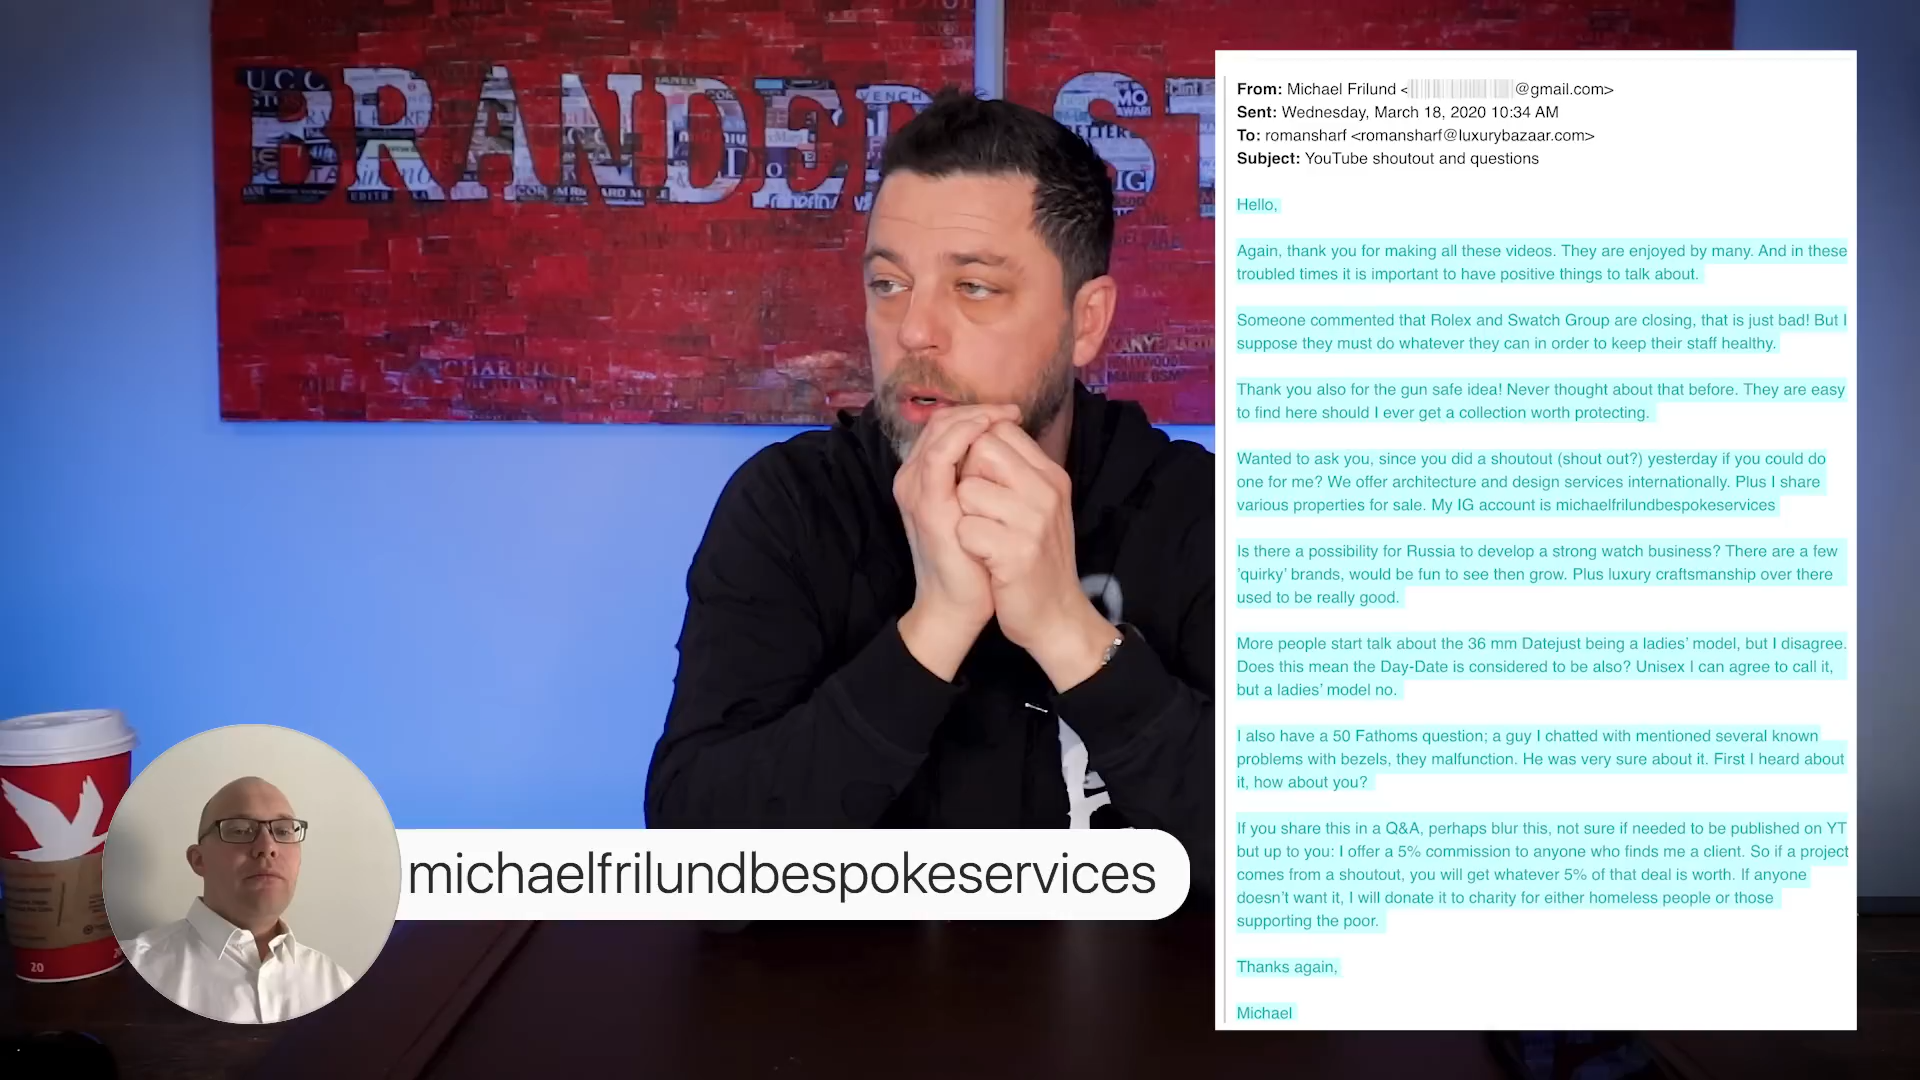 BRANDED
ST
From: Michael Frilund < @gmail.com>
Sent: Wednesday, March 18, 2020 10:34 AM
To: romansharf <romansharf@luxurybazaar.com>
Subject: YouTube shoutout and questions
Hello,
Again, thank you for making all these videos. They are enjoyed by many. And in these
troubled times it is important to have positive things to talk about.
Someone commented that Rolex and Swatch Group are closing, that is just bad! But I
suppose they must do whatever they can in order to keep their staff healthy.
Thank you also for the gun safe idea! Never thought about that before. They are easy
to find here should I ever get a collection worth protecting.
Wanted to ask you, since you did a shoutout (shout out?) yesterday if you could do
one for me? We offer architecture and design services internationally. Plus I share
various properties for sale. My IG account is michaelfrilundbespokeservices
Is there a possibility for Russia to develop a strong watch business? There are a few
'quirky' brands, would be fun to see then grow. Plus luxury craftsmanship over there
used to be really good.
More people start talk about the 36 mm Datejust being a ladies' model, but I disagree.
Does this mean the Day-Date is considered to be also? Unisex I can agree to call it,
but a ladies' model no.
I also have a 50 Fathoms question; a guy I chatted with mentioned several known
problems with bezels, they malfunction. He was very sure about it. First I heard about
it, how about you?
If you share this in a Q&A, perhaps blur this, not sure if needed to be published on YT
but up to you: I offer a 5% commission to anyone who finds me a client. So if a project
comes from a shoutout, you will get whatever 5% of that deal is worth. If anyone
doesn't want it, I will donate it to charity for either homeless people or those
supporting the poor.
Thanks again,
Michael
michaelfrilundbespokeservices
20